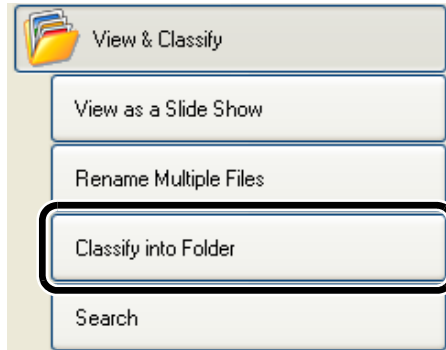 View & Classify
View as a Slide Show
Rename Multiple Files
Classify into Folder
Search